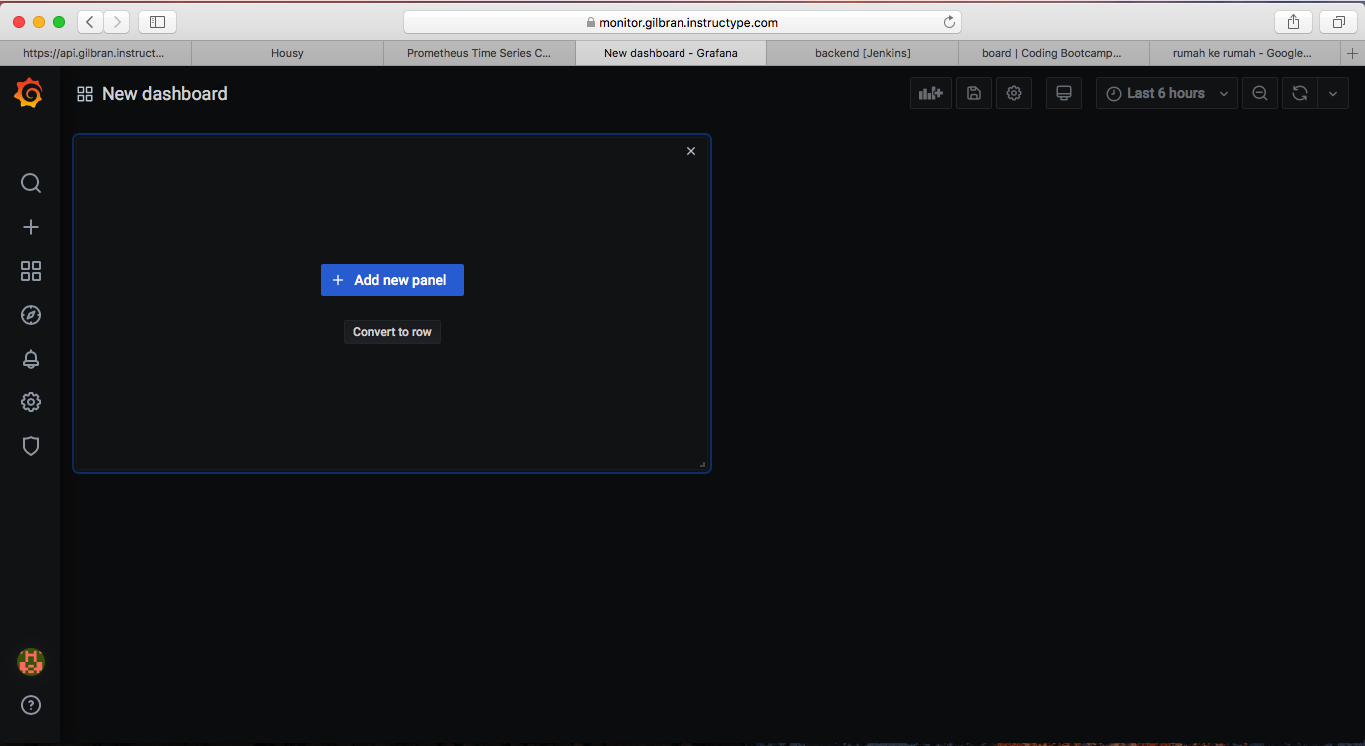 monitor.gilbran.instructype.com
https://api.gilbran.instruct...
Housy
Prometheus Time Series C...
New dashboard - Grafana
backend [Jenkins]
board | Coding Bootcamp...
rumah ke rumah - Google...
New dashboard
Last 6 hours
Add new panel
Convert to row